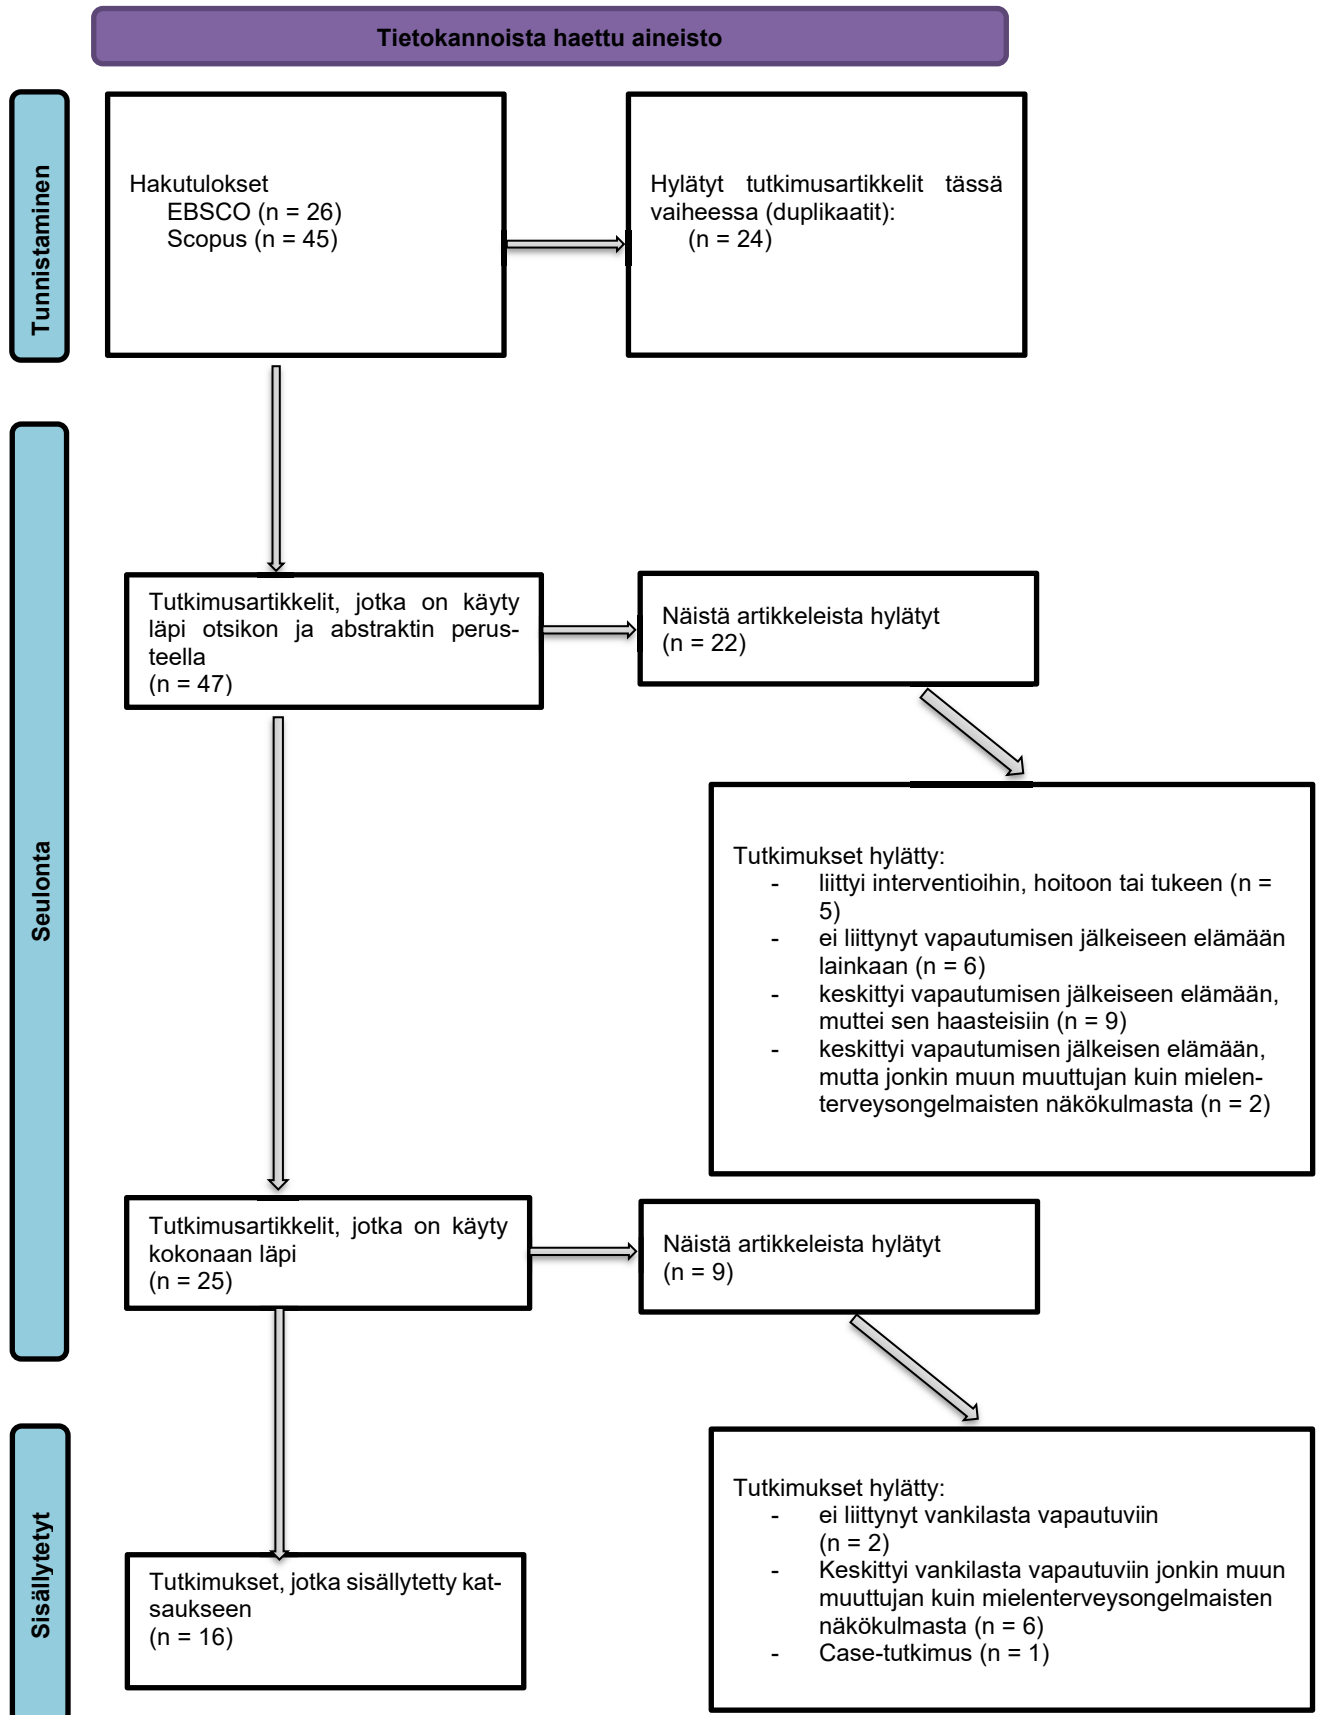 Tietokannoista haettu aineisto
Tunnistaminen
Hakutulokset
EBSCO (n = 26)
Scopus (n = 45)
Hylätyt tutkimusartikkelit tässä
vaiheessa (duplikaatit):
(n = 24)
Seulonta
Tutkimusartikkelit, jotka on käyty
läpi otsikon ja abstraktin perus-
teella
(n = 47)
Näistä artikkeleista hylätyt
(n = 22)
Tutkimukset hylätty:
- liittyi interventioihin, hoitoon tai tukeen (n =
5)
- ei liittynyt vapautumisen jälkeiseen elämään
lainkaan (n = 6)
- keskittyi vapautumisen jälkeiseen elämään,
muttei sen haasteisiin (n = 9)
- keskittyi vapautumisen jälkeisen elämään,
mutta jonkin muun muuttujan kuin mielen-
terveysongelmaisten näkökulmasta (n = 2)
Tutkimusartikkelit, jotka on käyty
kokonaan läpi
(n = 25)
Näistä artikkeleista hylätyt
(n = 9)
Sisällytetyt
Tutkimukset hylätty:
- ei liittynyt vankilasta vapautuviin
(n = 2)
- Keskittyi vankilasta vapautuviin jonkin muun
muuttujan kuin mielenterveysongelmaisten
näkökulmasta (n = 6)
- Case-tutkimus (n = 1)
Tutkimukset, jotka sisällytetty kat-
saukseen
(n = 16)